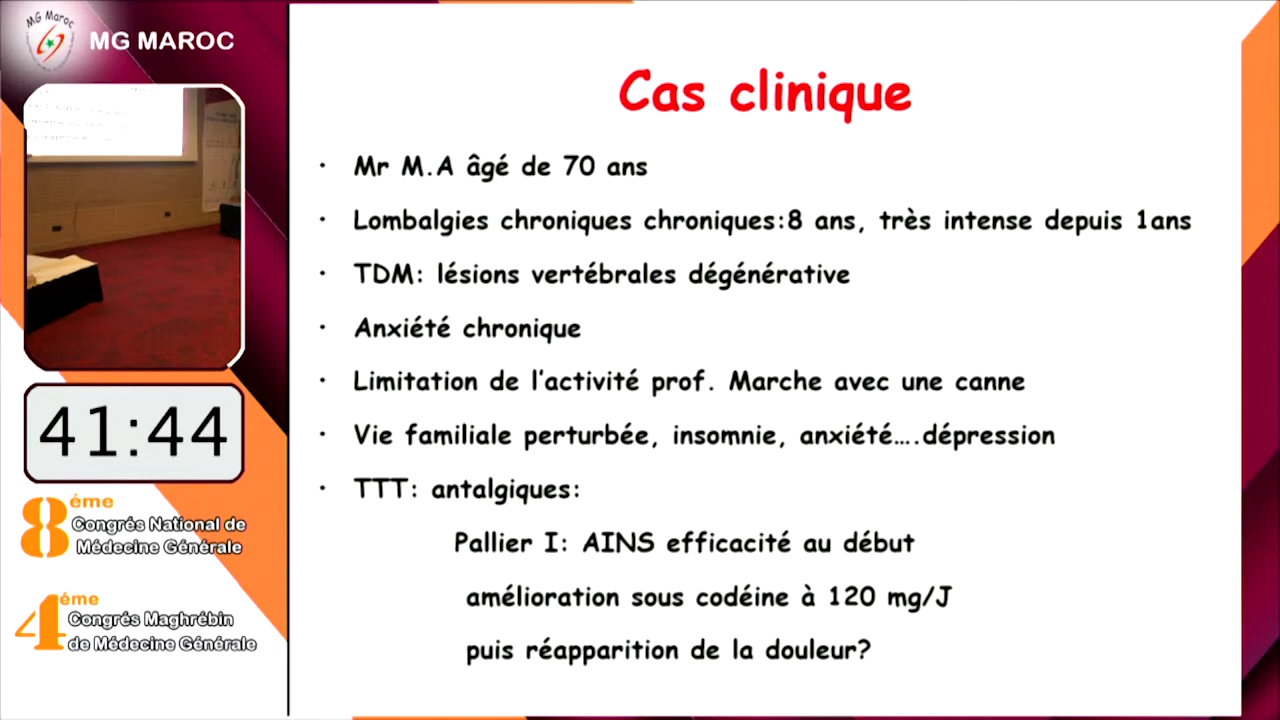 MG Maroc
MG MAROC
41:44
8éme
Congrés National de
Médecine Générale
4éme
Congrés Maghrébin
de Médecine Générale
Cas clinique
• Mr M.A âgé de 70 ans
• Lombalgies chroniques chroniques:8 ans, très intense depuis 1ans
• TDM: lésions vertébrales dégénérative
• Anxiété chronique
• Limitation de l'activité prof. Marche avec une canne
• Vie familiale perturbée, insomnie, anxiété….dépression
• TTT: antalgiques:
Pallier I: AINS efficacité au début
amélioration sous codéine à 120 mg/J
puis réapparition de la douleur?